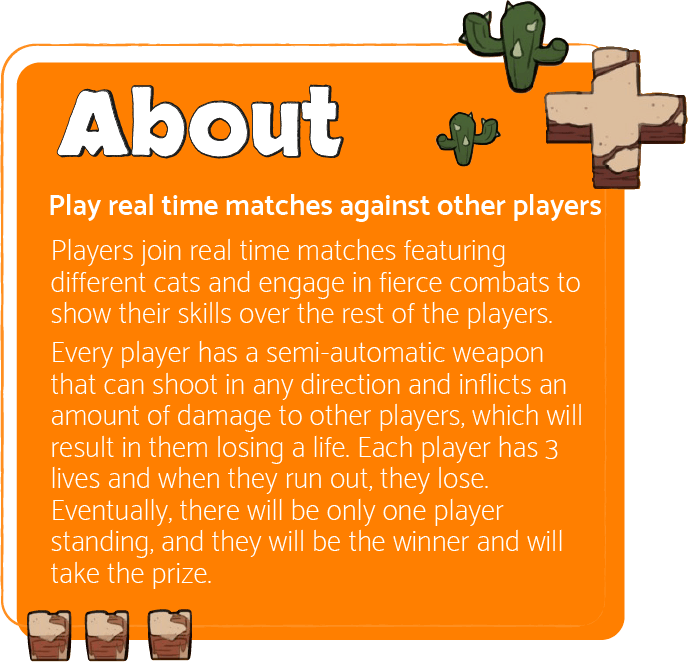 About
Play real time matches against other players
Players join real time matches featuring
different cats and engage in fierce combats to
show their skills over the rest of the players.
Every player has a semi-automatic weapon
that can shoot in any direction and inflicts an
amount of damage to other players, which will
result in them losing a life. Each player has 3
lives and when they run out, they lose.
Eventually, there will be only one player
standing, and they will be the winner and will
take the prize.